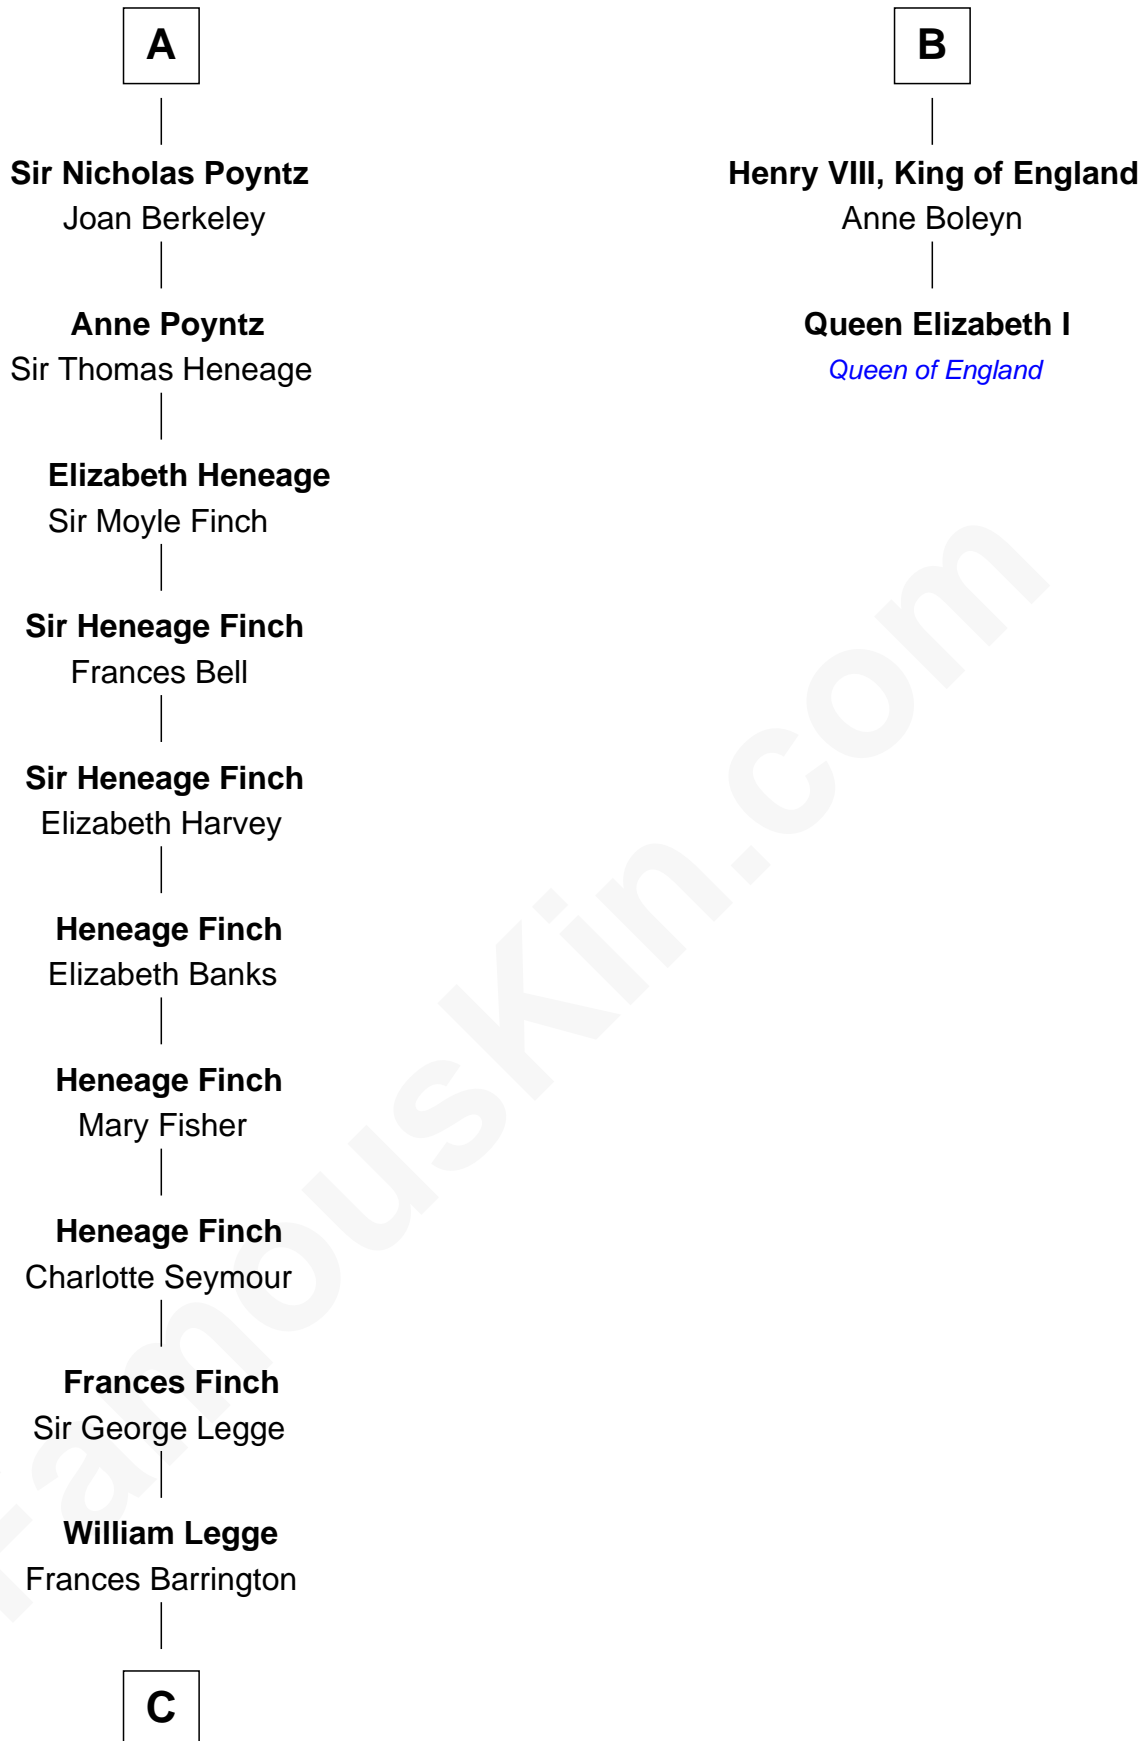 A
Sir Nicholas Poyntz
Joan Berkeley
Anne Poyntz
Sir Thomas Heneage
Elizabeth Heneage
Sir Moyle Finch
Sir Heneage Finch
Frances Bell
Sir Heneage Finch
Elizabeth Harvey
Heneage Finch
Elizabeth Banks
Heneage Finch
Mary Fisher
Heneage Finch
Charlotte Seymour
Frances Finch
Sir George Legge
William Legge
Frances Barrington
C
B
Henry VIII, King of England
Anne Boleyn
Queen Elizabeth I
Queen of England
FamousKin.com